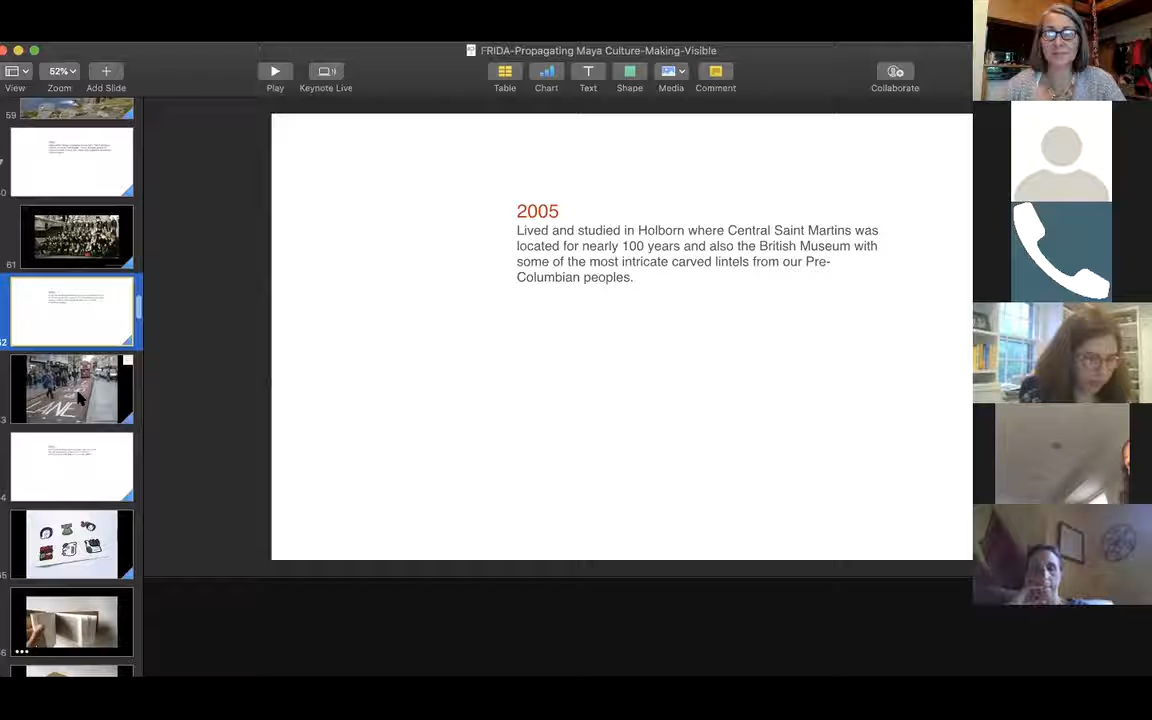 FRIDA-Propagating Maya Culture-Making-Visible
52%
View
Zoom
Add Slide
Play
Keynote Live
Table
Chart
Text
Shape
Media
Comment
Collaborate
59
61
LANE
2005
Lived and studied in Holborn where Central Saint Martins was
located for nearly 100 years and also the British Museum with
some of the most intricate carved lintels from our Pre-
Columbian peoples.